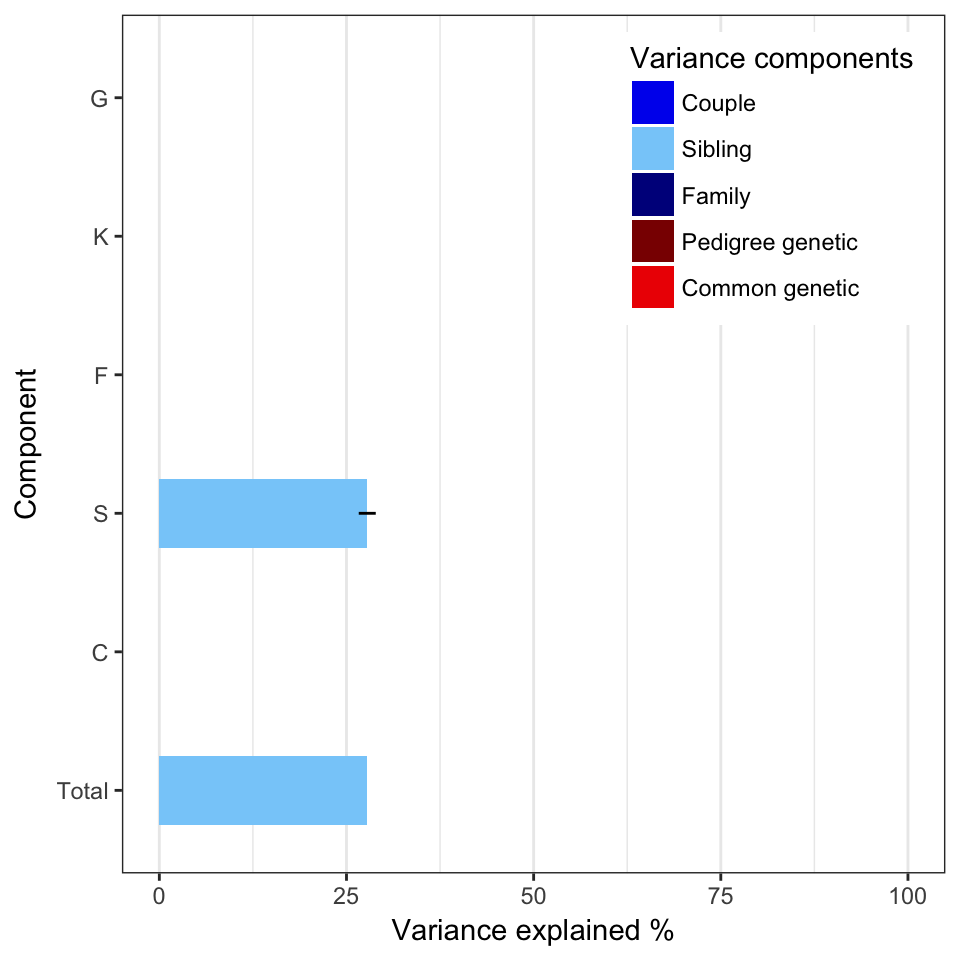 Variance components
Couple
Sibling
Family
Pedigree genetic
Common genetic
G
K
F
S
C
Total
Component
0 25 50 75 100
Variance explained %